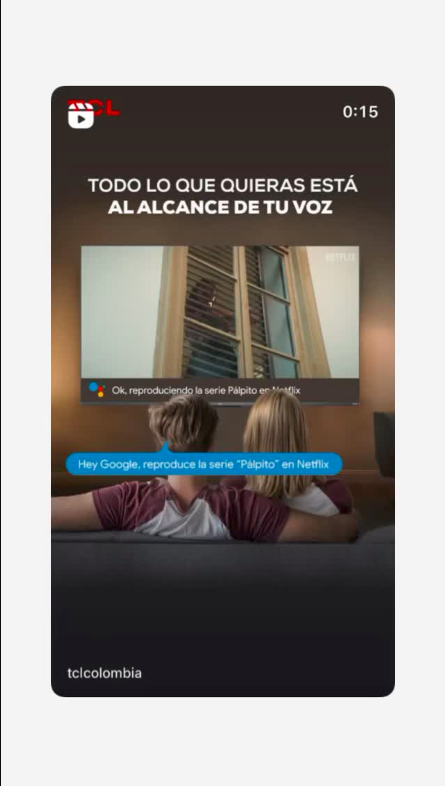 TCL
0:15
TODO LO QUE QUIERAS ESTÁ
AL ALCANCE DE TU VOZ
NETFLIX
Ok, reproduciendo la serie Pálpito en Netflix
Hey Google, reproduce la serie "Pálpito" en Netflix
tclcolombia